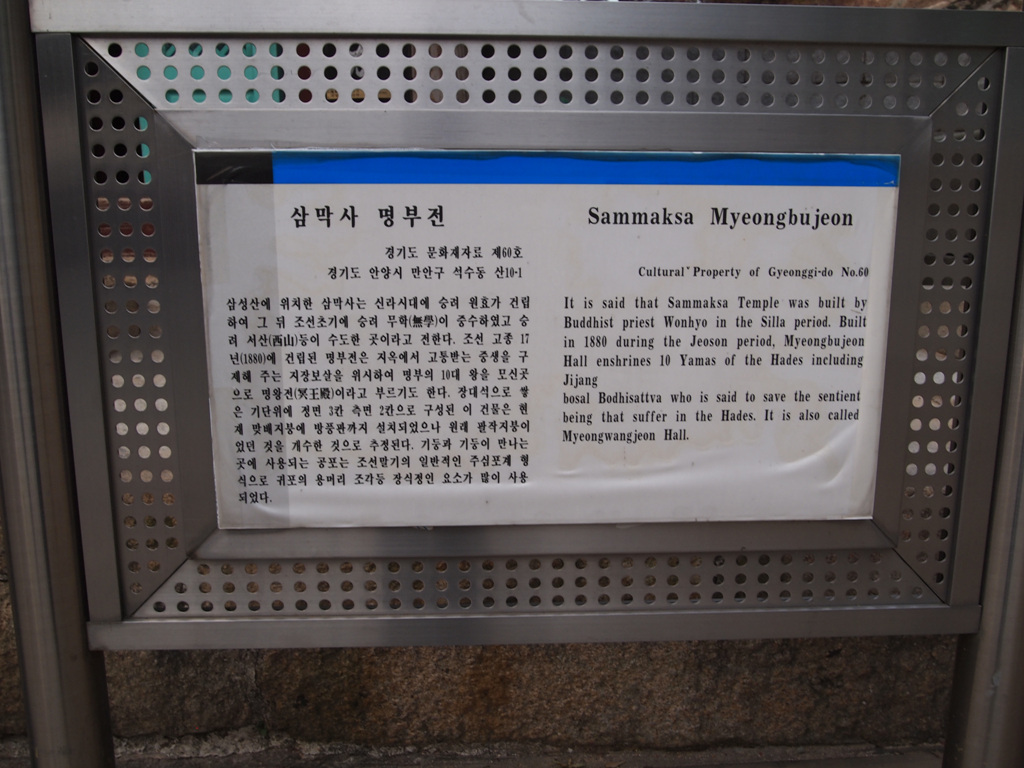 삼막사 명부전
경기도 문화재자료 제60호
경기도 안양시 만안구 석수동 산10-1
삼성산에 위치한 삼막사는 신라시대에 승려 원효가 건립
하여 그 뒤 조선초기에 승려 무학(無學)이 중수하였고 승
려 서산(西山)등이 수도한 곳이라고 전한다. 조선 고종 17
년(1880)에 건립된 명부전은 지옥에서 고통받는 중생을 구
제해 주는 지장보살을 위시하여 명부의 10대 왕을 모신곳
으로 명왕전(冥王殿)이라고 부르기도 한다. 장대석으로 쌓
은 기단위에 정면 3칸 측면 2칸으로 구성된 이 건물은 현
재 맞배지붕에 방풍판까지 설치되었으나 원래 팔작지붕이
었던 것을 개수한 것으로 추정된다. 기둥과 기둥이 만나는
곳에 사용되는 공포는 조선말기의 일반적인 주심포계 형
식으로 귀포의 용머리 조각등 장식정인 요소가 많이 사용
되었다.
Sammaksa Myeongbujeon
Cultural Property of Gyeonggi-do No.60
It is said that Sammaksa Temple was built by
Buddhist priest Wonhyo in the Silla period. Built
in 1880 during the Jeoson period, Myeongbujeon
Hall enshrines 10 Yamas of the Hades including
Jijang
bosal Bodhisattva who is said to save the sentient
being that suffer in the Hades. It is also called
Myeongwangjeon Hall.